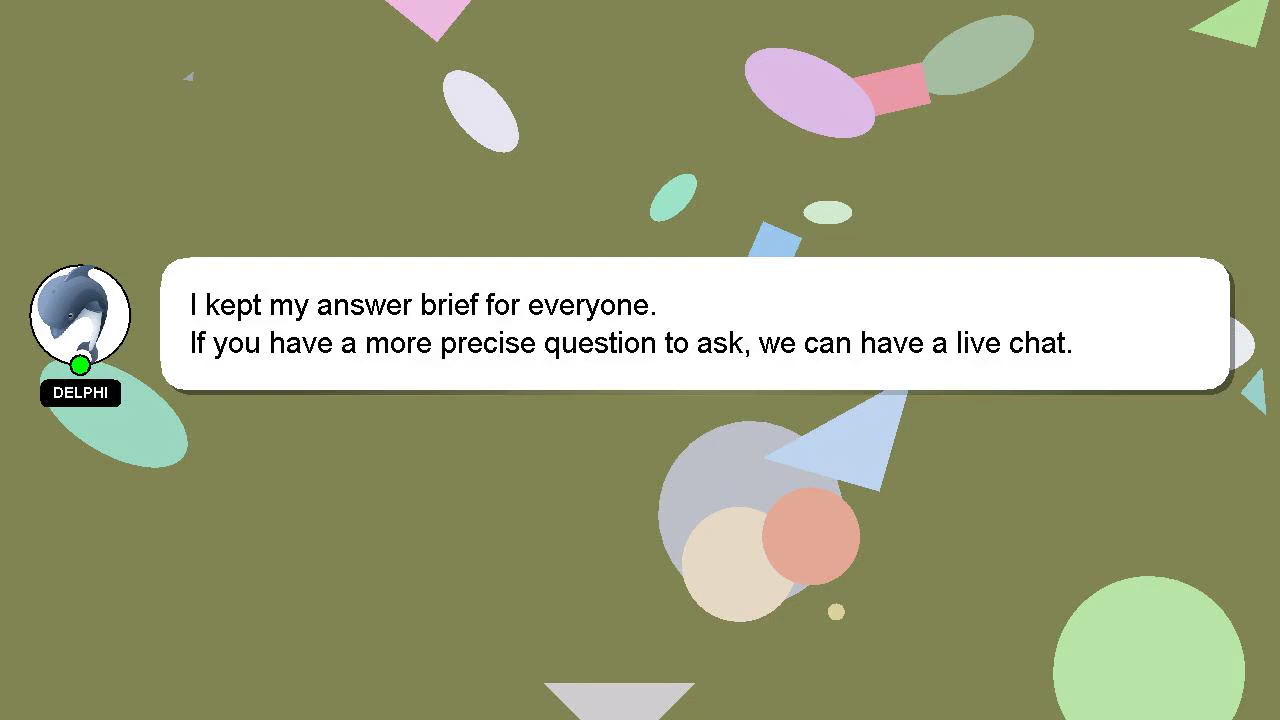 I kept my answer brief for everyone.
If you have a more precise question to ask, we can have a live chat.
DELPHI